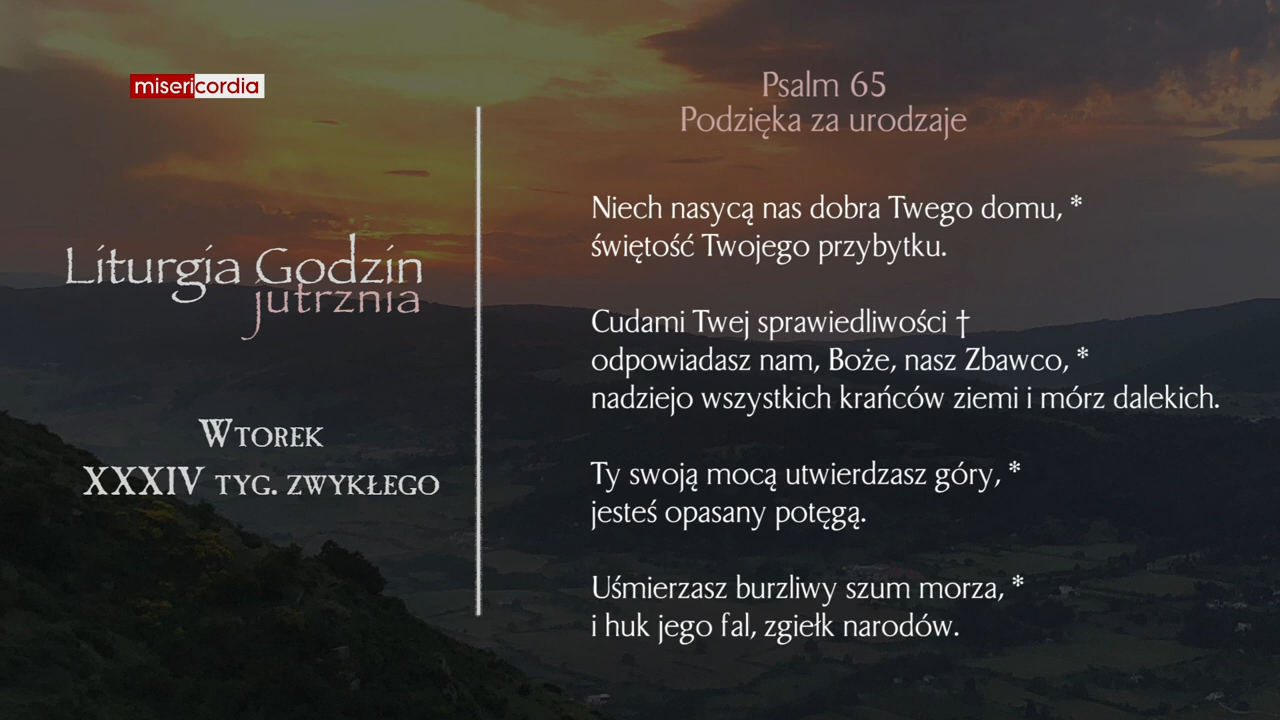 misericordia
Liturgia Godzin
jutrznia
Wtorek
XXXIV tyg. zwykłego
Psalm 65
Podzięka za urodzaje
Niech nasycą nas dobra Twego domu, *
świętość Twojego przybytku.
Cudami Twej sprawiedliwości †
odpowiadasz nam, Boże, nasz Zbawco, *
nadziejo wszystkich krańców ziemi i mórz dalekich.
Ty swoją mocą utwierdzasz góry, *
jesteś opasany potęgą.
Uśmierzasz burzliwy szum morza, *
i huk jego fal, zgiełk narodów.